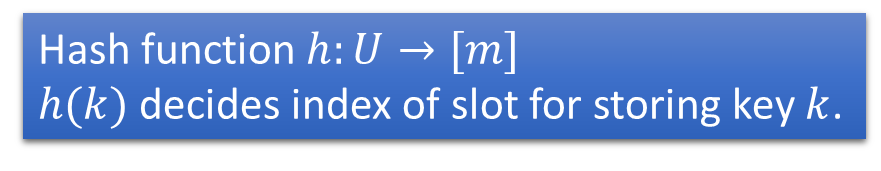 Hash function ℎ: 𝑈 → [𝑚]
ℎ(𝑘) decides index of slot for storing key 𝑘.